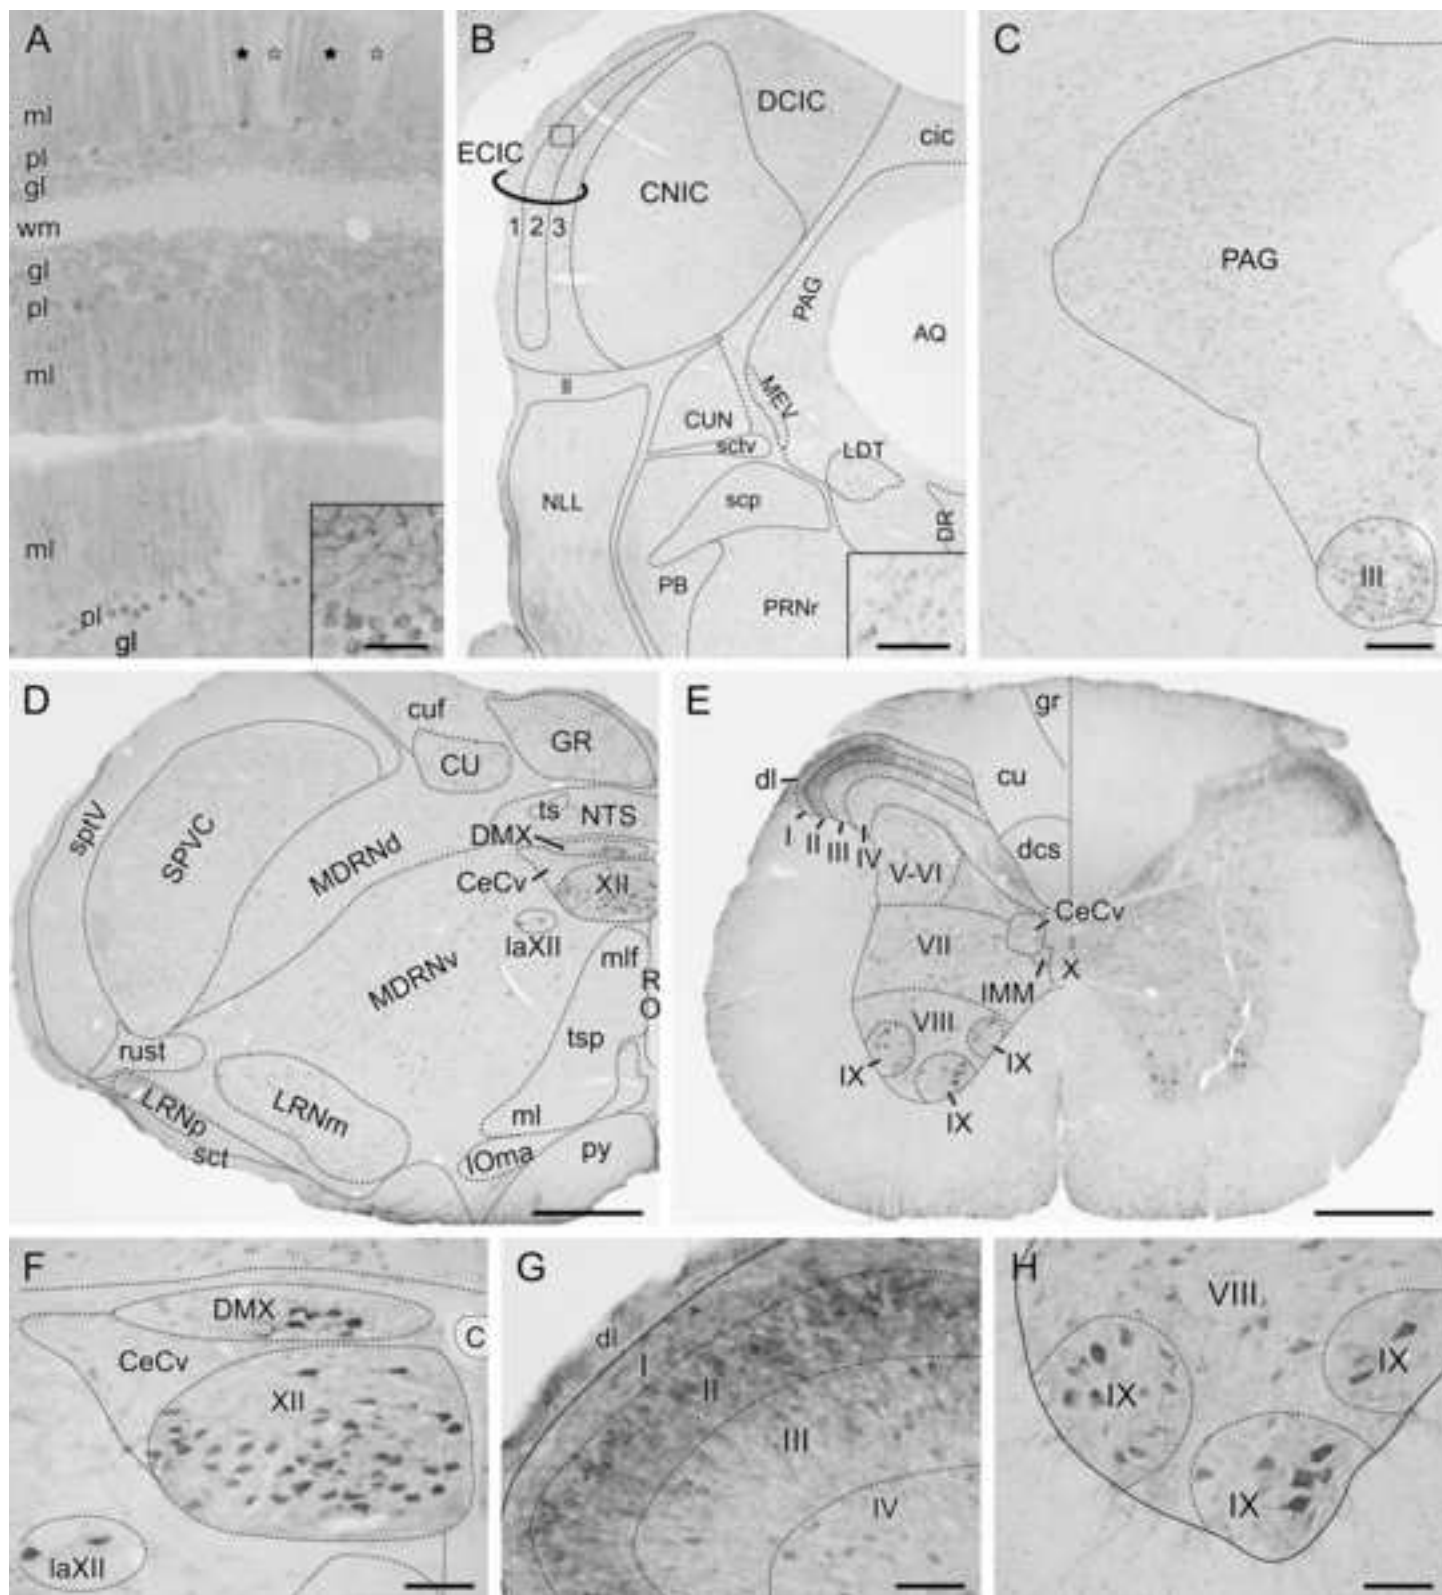 A
★ ☆ ★ ☆
ml
pl
gl
wm
gl
pl
ml
ml
pl
gl
B
DCIC
cic
ECIC
CNIC
1 2 3
PAG
AQ
ll
MEV
CUN
sctv
LDT
NLL
scp
DR
PB
PRNr
C
PAG
III
D
cuf
GR
CU
sptV
SPVC
ts
NTS
DMX
MDRNd
CeCv
XII
IaXII
mlf
MDRNv
R
O
rust
tsp
LRNp
LRNm
ml
sct
IOma
py
E
gr
cu
dl
I
II
III
IV
dcs
V-VI
CeCv
VII
X
IMM
VIII
IX
IX
IX
F
DMX
C
CeCv
XII
IaXII
G
dl
I
II
III
IV
H
VIII
IX
IX
IX